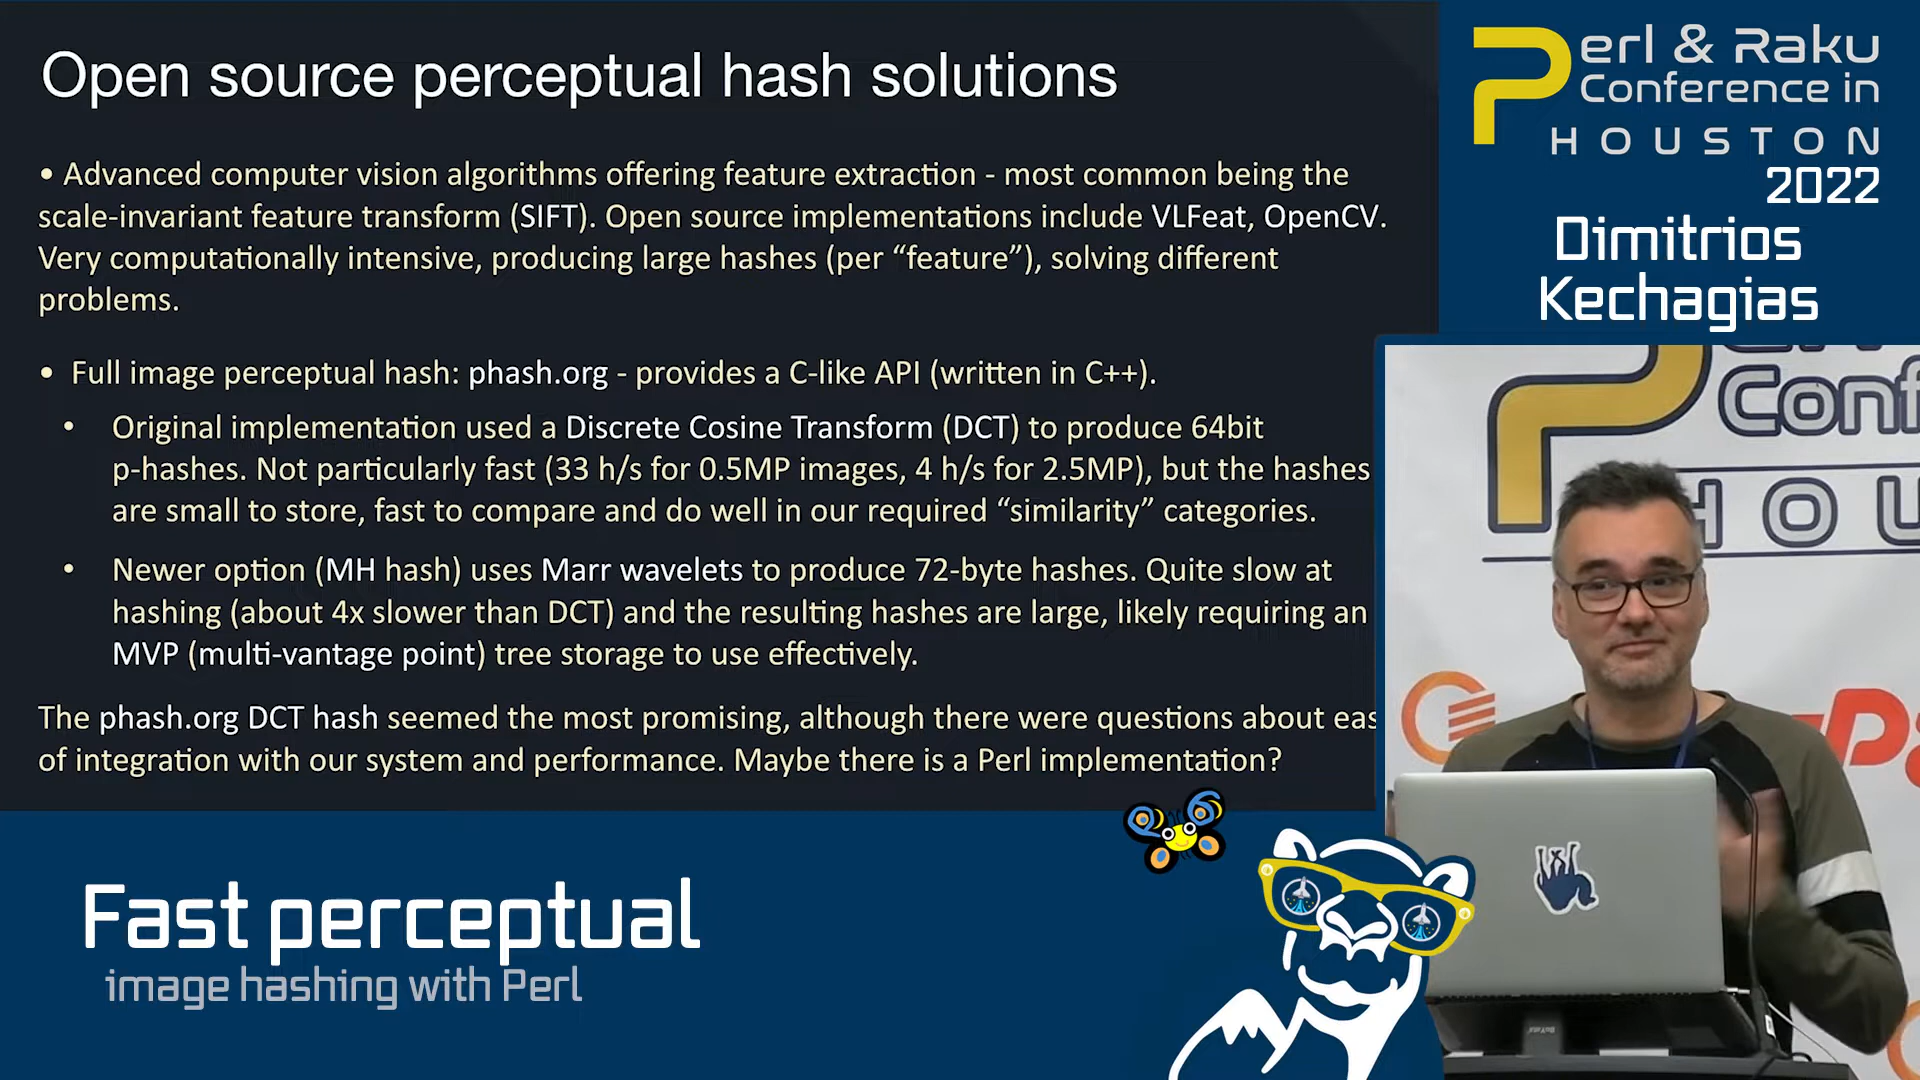 Open source perceptual hash solutions
• Advanced computer vision algorithms offering feature extraction - most common being the
scale-invariant feature transform (SIFT). Open source implementations include VLFeat, OpenCV.
Very computationally intensive, producing large hashes (per “feature”), solving different
problems.
• Full image perceptual hash: phash.org - provides a C-like API (written in C++).
• Original implementation used a Discrete Cosine Transform (DCT) to produce 64bit
p-hashes. Not particularly fast (33 h/s for 0.5MP images, 4 h/s for 2.5MP), but the hashes
are small to store, fast to compare and do well in our required “similarity” categories.
• Newer option (MH hash) uses Marr wavelets to produce 72-byte hashes. Quite slow at
hashing (about 4x slower than DCT) and the resulting hashes are large, likely requiring an
MVP (multi-vantage point) tree storage to use effectively.
The phash.org DCT hash seemed the most promising, although there were questions about eas
of integration with our system and performance. Maybe there is a Perl implementation?
Perl & Raku
Conference in
HOUSTON
2022
Dimitrios
Kechagias
Conf
HOU
Fast perceptual
image hashing with Perl